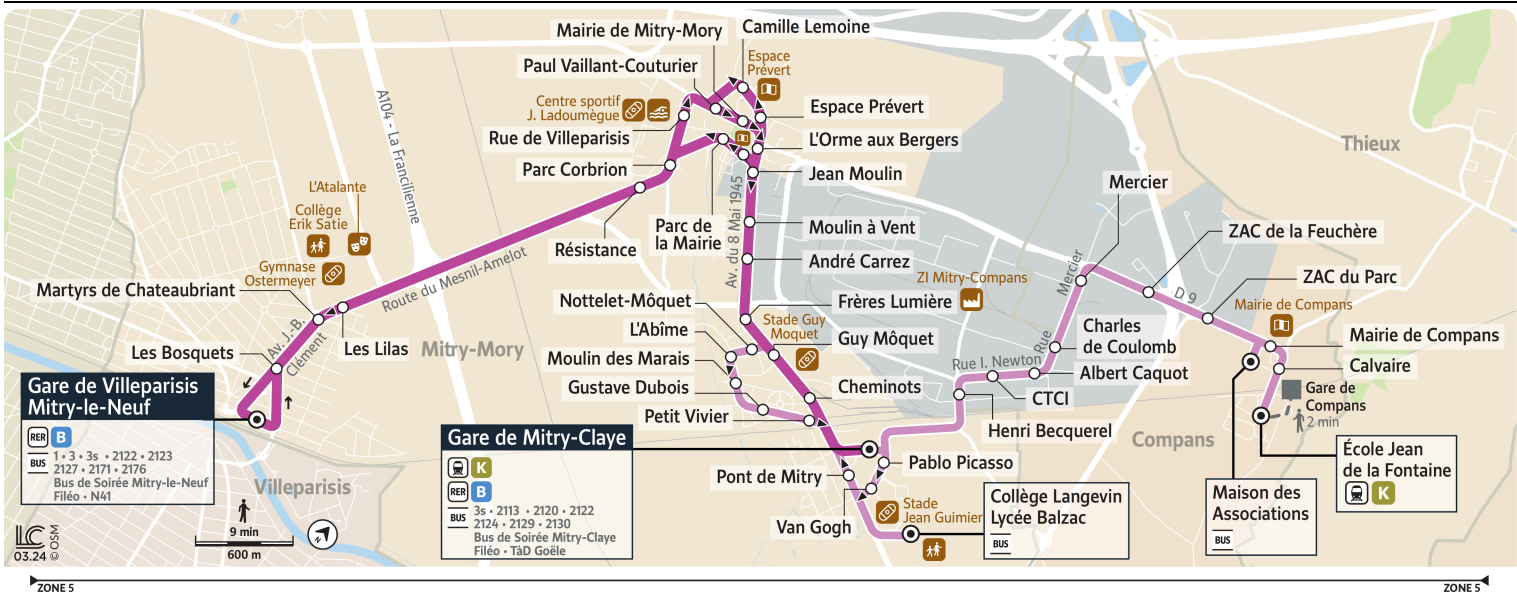 Mairie de Mitry-Mory
Camille Lemoine
Paul Vaillant-Couturier
Espace
Prévert
Centre sportif
J. Ladoumègue
Espace Prévert
Rue de Villeparisis
L'Orme aux Bergers
Parc Corbrion
Jean Moulin
A104 - La Francilienne
Thieux
Mercier
L'Atalante
Collège
Erik Satie
Gymnase
Ostermeyer
Résistance
Parc de
la Mairie
Av. du 8 Mai 1945
Moulin à Vent
André Carrez
ZI Mitry-Compans
Rue Mercier
ZAC de la Feuchère
ZAC du Parc
D 9
Mairie de Compans
Martyrs de Chateaubriant
Route du Mesnil-Amelot
Nottelet-Môquet
Frères Lumière
L'Abîme
Stade Guy
Moquet
Guy Môquet
Charles
de Coulomb
Mairie de Compans
Av. J.-B.
Clément
Les Lilas
Mitry-Mory
Les Bosquets
Moulin des Marais
Rue I. Newton
Albert Caquot
Calvaire
Gustave Dubois
Cheminots
CTCI
Gare de
Compans
2 min
Petit Vivier
Henri Becquerel
Compans
Gare de Villeparisis
Mitry-le-Neuf
RER B
BUS
1 • 3 • 3s • 2122 • 2123
2127 • 2171 • 2176
Bus de Soirée Mitry-le-Neuf
Filéo • N41
Gare de Mitry-Claye
K
RER B
BUS
3s • 2113 • 2120 • 2122
2124 • 2129 • 2130
Bus de Soirée Mitry-Claye
Filéo • TàD Goële
Villeparisis
Pont de Mitry
Pablo Picasso
Van Gogh
Stade
Jean Guimier
Collège Langevin
Lycée Balzac
BUS
Maison des
Associations
BUS
École Jean
de la Fontaine
K
9 min
600 m
LC
03.24 © OSM
ZONE 5
ZONE 5